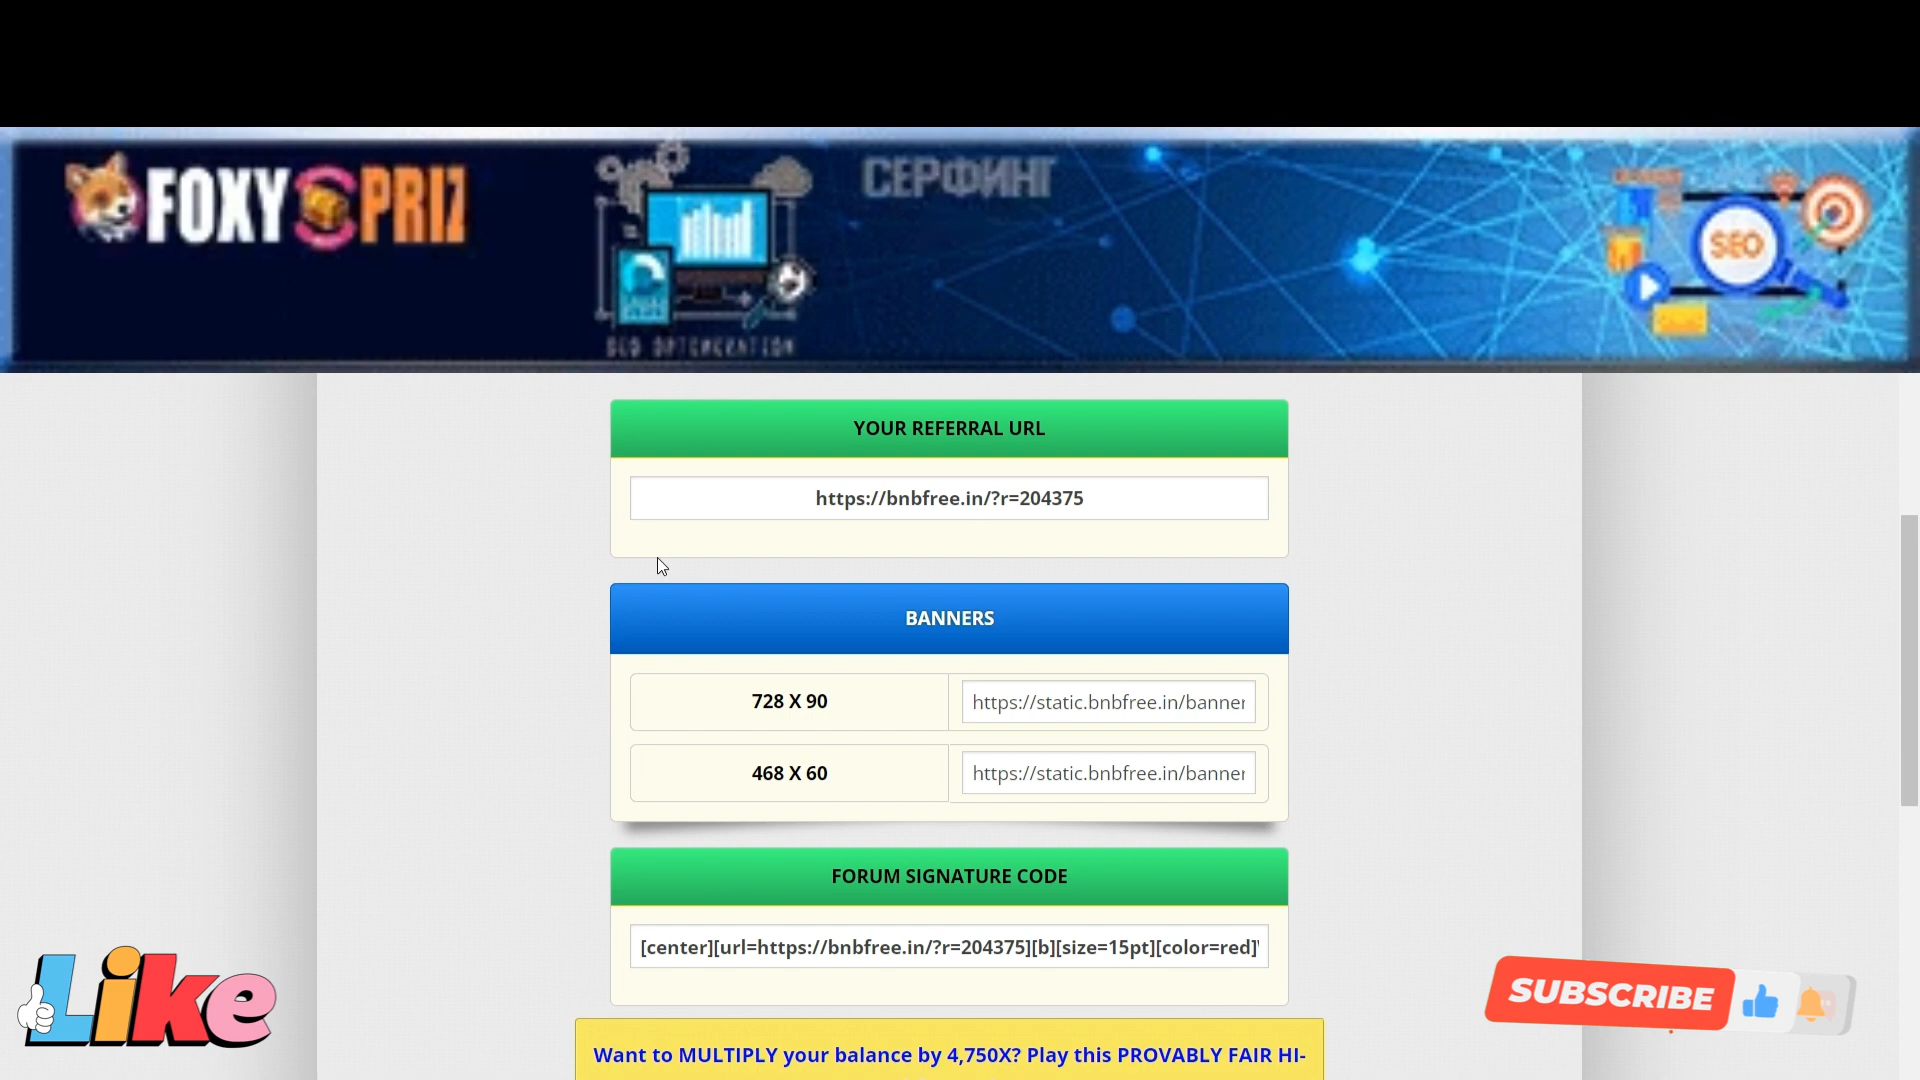 FOXY PRIZ
СЕРФИНГ
SEO
SEO OPTIMIZATION
YOUR REFERRAL URL
https://bnbfree.in/?r=204375
BANNERS
728 X 90
https://static.bnbfree.in/banner
468 X 60
https://static.bnbfree.in/banner
FORUM SIGNATURE CODE
[center][url=https://bnbfree.in/?r=204375][b][size=15pt][color=red]
Like
SUBSCRIBE
Want to MULTIPLY your balance by 4,750X? Play this PROVABLY FAIR HI-